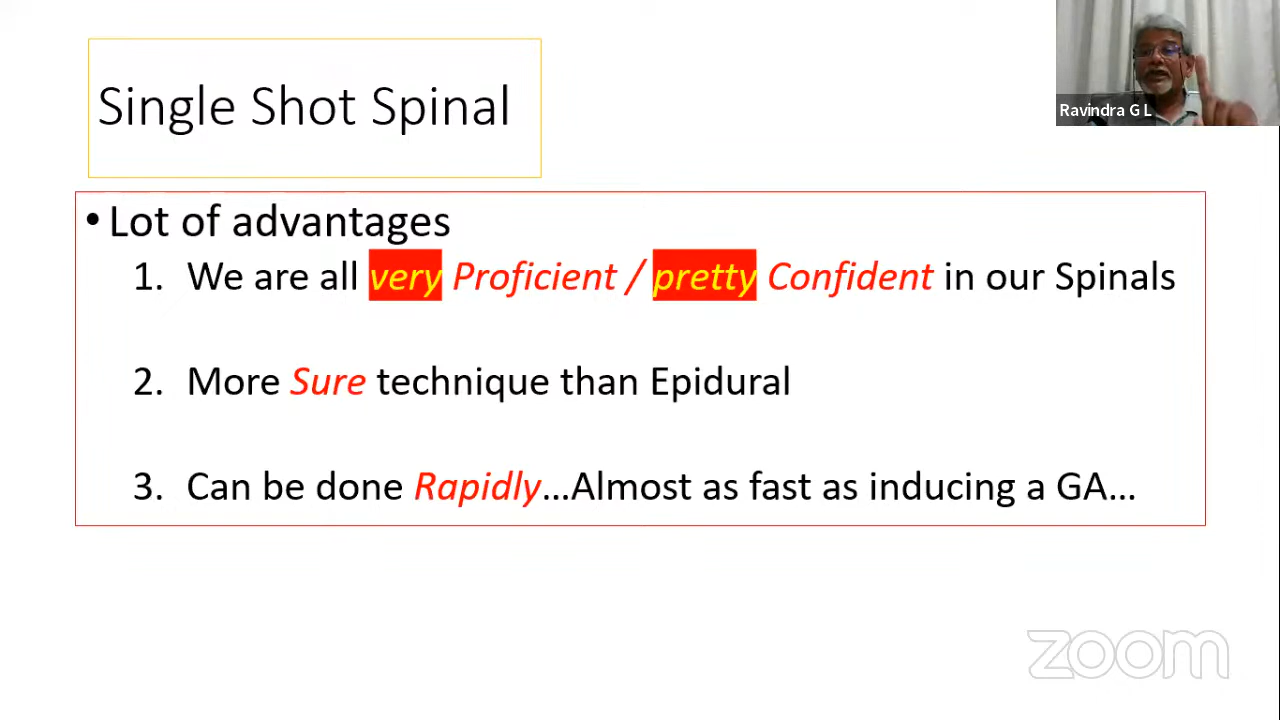 Single Shot Spinal
Ravindra G L
• Lot of advantages
1. We are all very Proficient / pretty Confident in our Spinals
2. More Sure technique than Epidural
3. Can be done Rapidly...Almost as fast as inducing a GA...
zoom